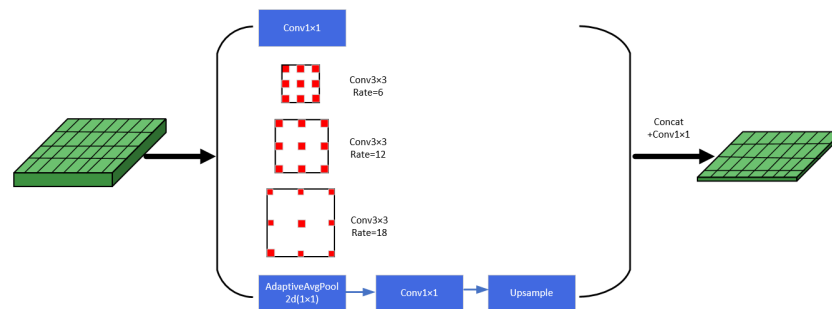 Conv1×1
Conv3×3
Rate=6
Conv3×3
Rate=12
Conv3×3
Rate=18
AdaptiveAvgPool
2d(1×1)
Conv1×1
Upsample
Concat
+Conv1×1